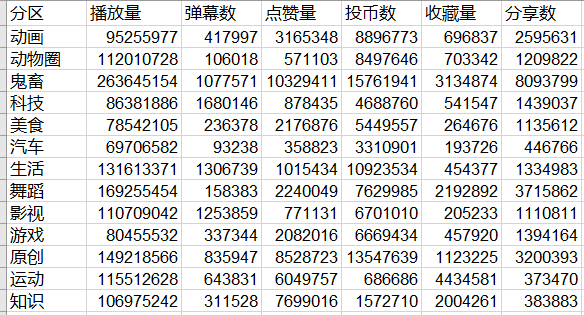 分区 播放量 弹幕数 点赞量 投币数 收藏量 分享数
动画 95255977 417997 3165348 8896773 696837 2595631
动物圈 112010728 106018 571103 8497646 703342 1209822
鬼畜 263645154 1077571 10329411 15761941 3134874 8093799
科技 86381886 1680146 878435 4688760 541547 1439037
美食 78542105 236378 2176876 5449557 264676 1135612
汽车 69706582 93238 358823 3310901 193726 446766
生活 131613371 1306739 1015434 10923534 454377 1334983
舞蹈 169255454 158383 2240049 7629985 2192892 3715862
影视 110709042 1253859 771131 6701010 205233 1110811
游戏 80455532 337344 2082016 6669434 457920 1394164
原创 149218566 835947 8528723 13547639 1123225 3200393
运动 115512628 643831 6049757 686686 4434581 373470
知识 106975242 311528 7699016 1572710 2004261 383883